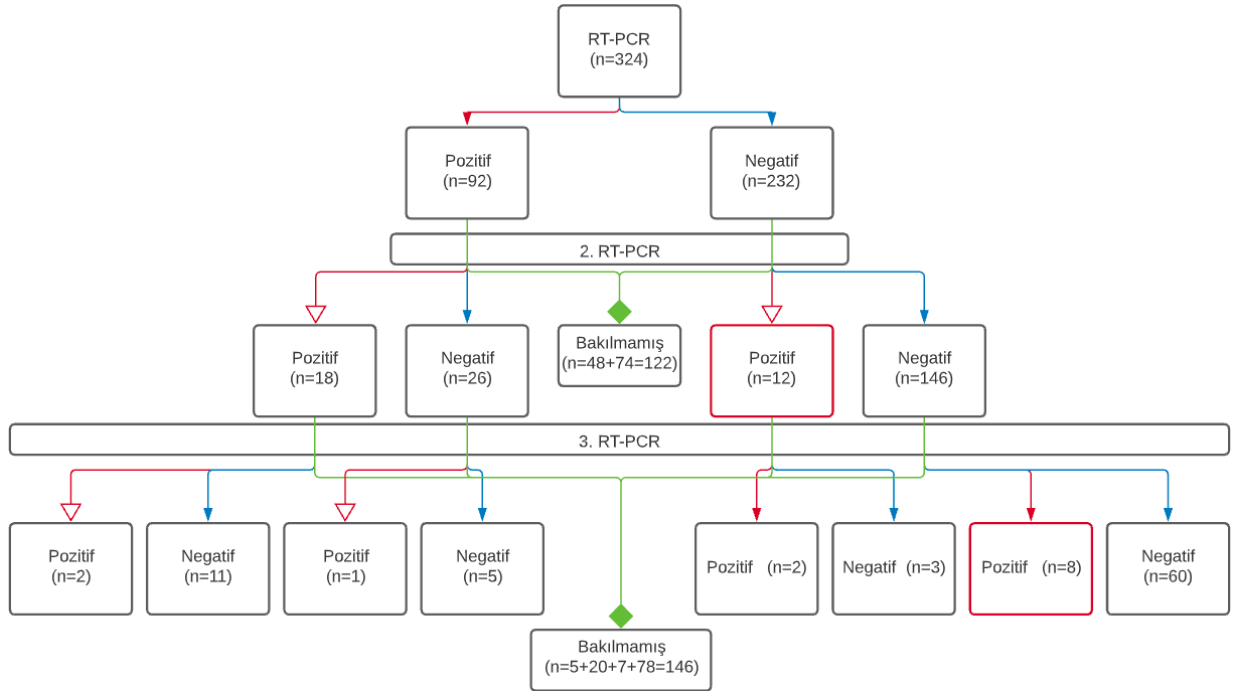 RT-PCR
(n=324)
Pozitif
(n=92)
Negatif
(n=232)
2. RT-PCR
Pozitif
(n=18)
Negatif
(n=26)
Bakılmamış
(n=48+74=122)
Pozitif
(n=12)
Negatif
(n=146)
3. RT-PCR
Pozitif
(n=2)
Negatif
(n=11)
Pozitif
(n=1)
Negatif
(n=5)
Pozitif (n=2)
Negatif (n=3)
Pozitif (n=8)
Negatif
(n=60)
Bakılmamış
(n=5+20+7+78=146)